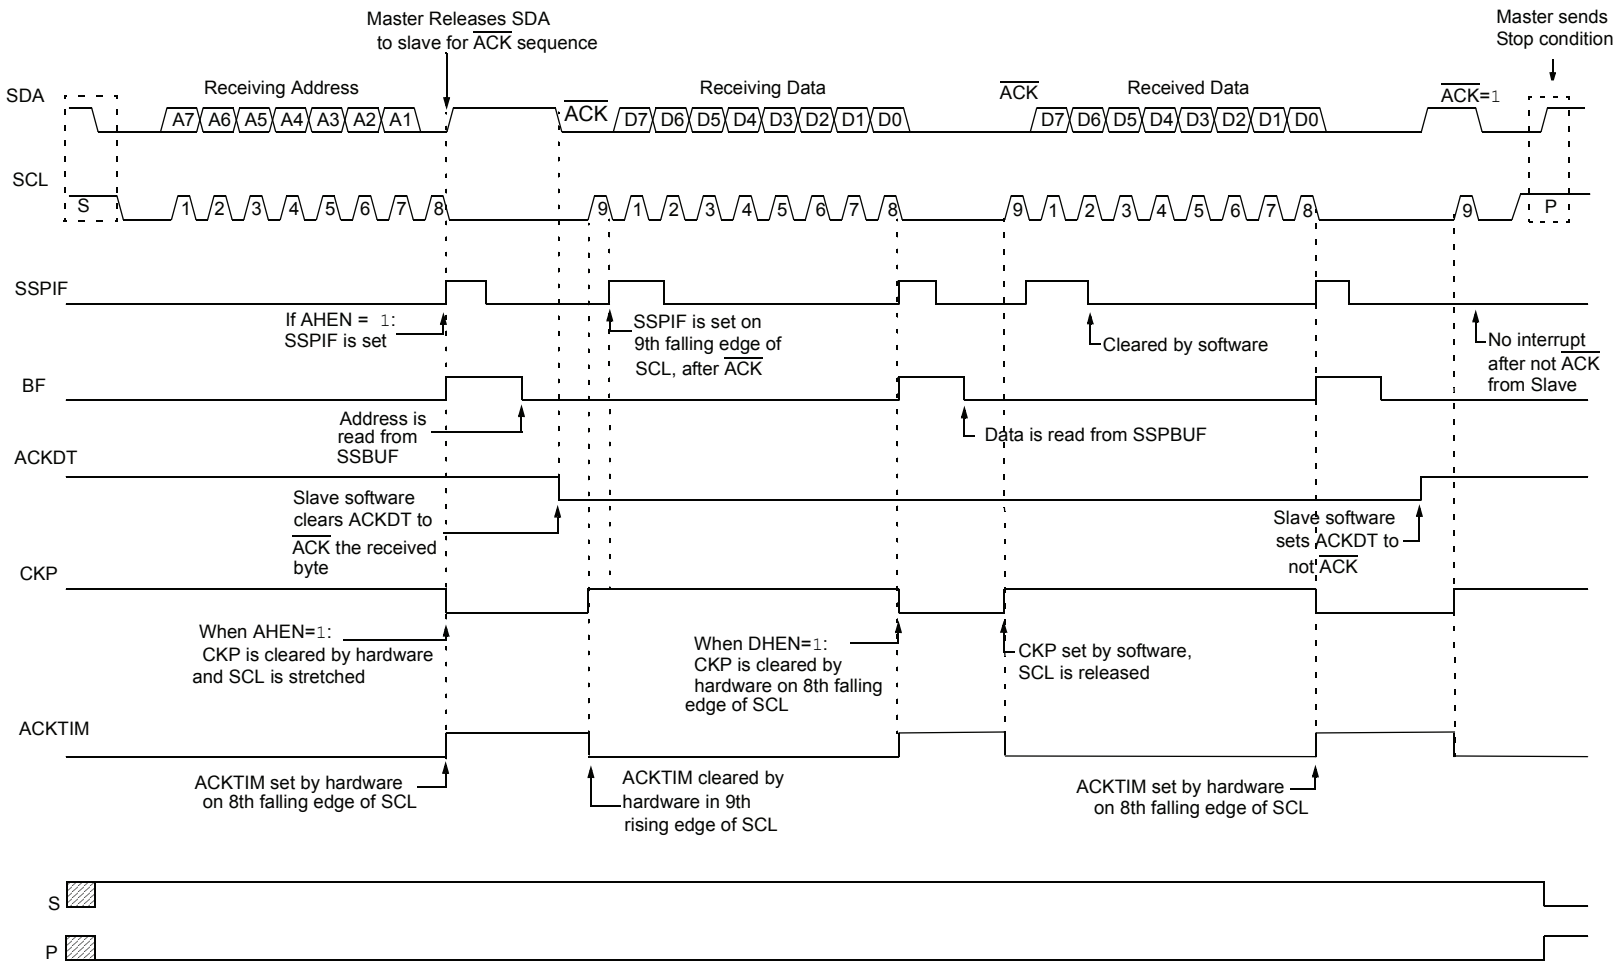 Master Releases SDA
to slave for ACK sequence
Master sends
Stop condition
SDA
Receiving Address
A7 A6 A5 A4 A3 A2 A1
ACK
Receiving Data
D7 D6 D5 D4 D3 D2 D1 D0
ACK
Received Data
D7 D6 D5 D4 D3 D2 D1 D0
ACK=1
SCL
S
1 2 3 4 5 6 7 8
9 1 2 3 4 5 6 7 8
9 1 2 3 4 5 6 7 8
9
P
SSPIF
If AHEN = 1:
SSPIF is set
SSPIF is set on
9th falling edge of
SCL, after ACK
Cleared by software
No interrupt
after not ACK
from Slave
BF
Address is
read from
SSBUF
Data is read from SSPBUF
ACKDT
Slave software
clears ACKDT to
ACK the received
byte
Slave software
sets ACKDT to
not ACK
CKP
When AHEN=1:
CKP is cleared by hardware
and SCL is stretched
When DHEN=1:
CKP is cleared by
hardware on 8th falling
edge of SCL
CKP set by software,
SCL is released
ACKTIM
ACKTIM set by hardware
on 8th falling edge of SCL
ACKTIM cleared by
hardware in 9th
rising edge of SCL
ACKTIM set by hardware
on 8th falling edge of SCL
S
P